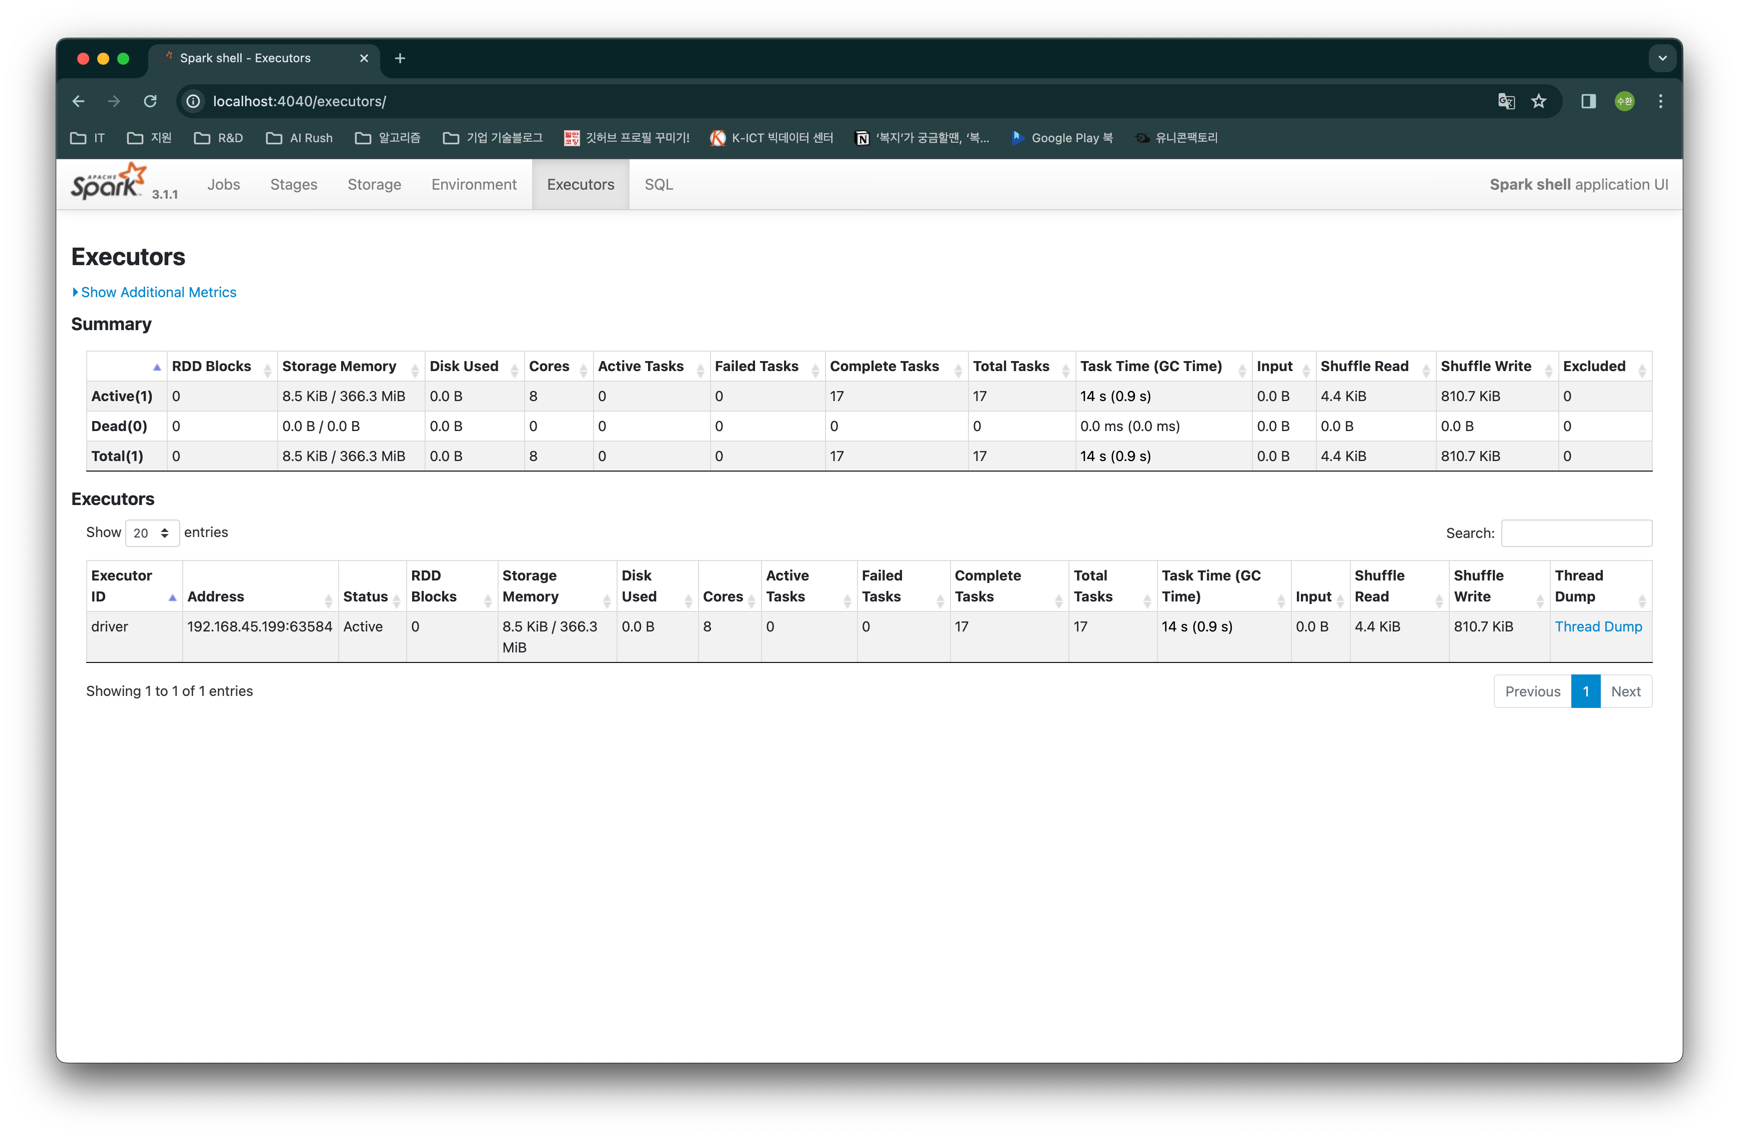 Spark shell - Executors
localhost:4040/executors/
수환
IT 지원 R&D AI Rush 알고리즘 기업 기술블로그 깃허브 프로필 꾸미기! K-ICT 빅데이터 센터 '복지'가 궁금할땐, '복... Google Play 북 유니콘팩토리
APACHE Spark 3.1.1 Jobs Stages Storage Environment Executors SQL Spark shell application UI
Executors
Show Additional Metrics
Summary
RDD Blocks Storage Memory Disk Used Cores Active Tasks Failed Tasks Complete Tasks Total Tasks Task Time (GC Time) Input Shuffle Read Shuffle Write Excluded
Active(1) 0 8.5 KiB / 366.3 MiB 0.0 B 8 0 0 17 17 14 s (0.9 s) 0.0 B 4.4 KiB 810.7 KiB 0
Dead(0) 0 0.0 B / 0.0 B 0.0 B 0 0 0 0 0 0.0 ms (0.0 ms) 0.0 B 0.0 B 0.0 B 0
Total(1) 0 8.5 KiB / 366.3 MiB 0.0 B 8 0 0 17 17 14 s (0.9 s) 0.0 B 4.4 KiB 810.7 KiB 0
Executors
Show 20 entries Search:
Executor ID Address Status RDD Blocks Storage Memory Disk Used Cores Active Tasks Failed Tasks Complete Tasks Total Tasks Task Time (GC Time) Input Shuffle Read Shuffle Write Thread Dump
driver 192.168.45.199:63584 Active 0 8.5 KiB / 366.3 MiB 0.0 B 8 0 0 17 17 14 s (0.9 s) 0.0 B 4.4 KiB 810.7 KiB Thread Dump
Showing 1 to 1 of 1 entries Previous 1 Next